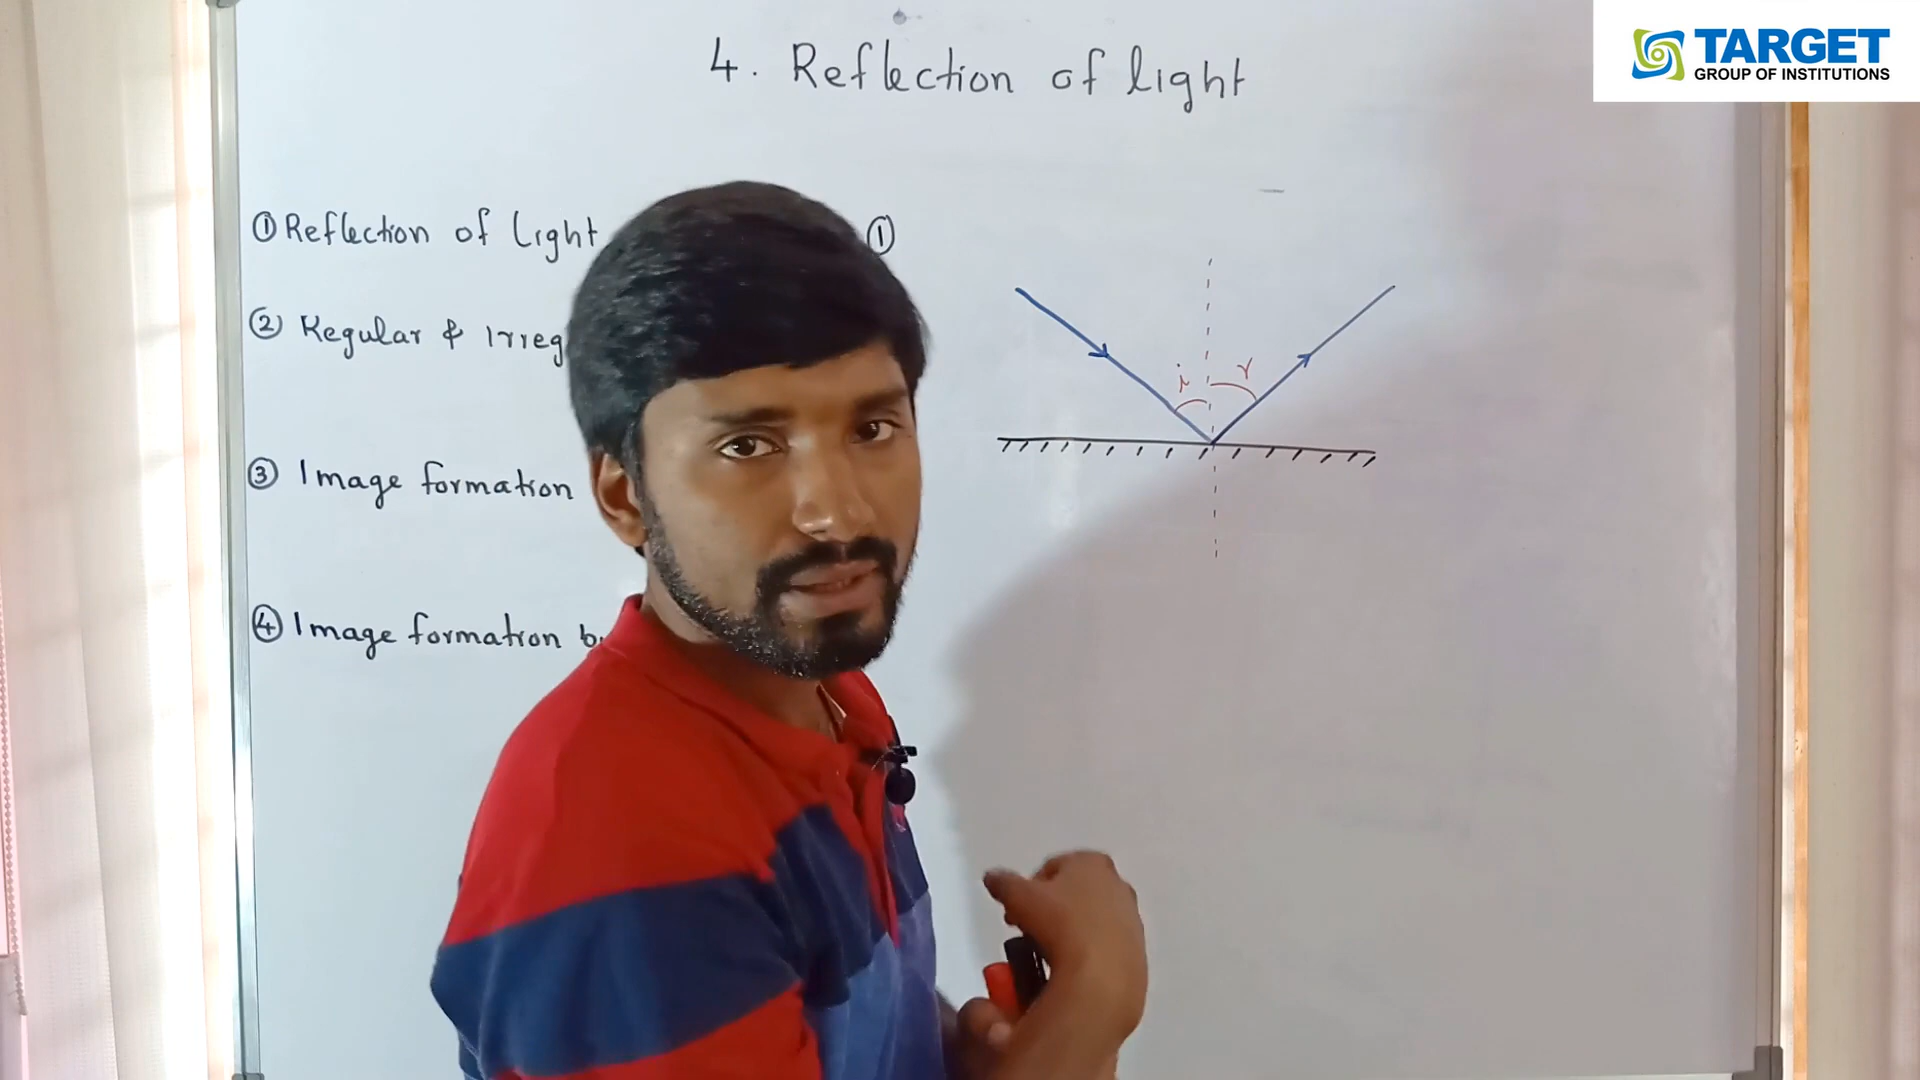 TARGET
GROUP OF INSTITUTIONS
4. Reflection of light
① Reflection of light
② Regular & Irreg
③ Image formation
④ Image formation b
①
i r